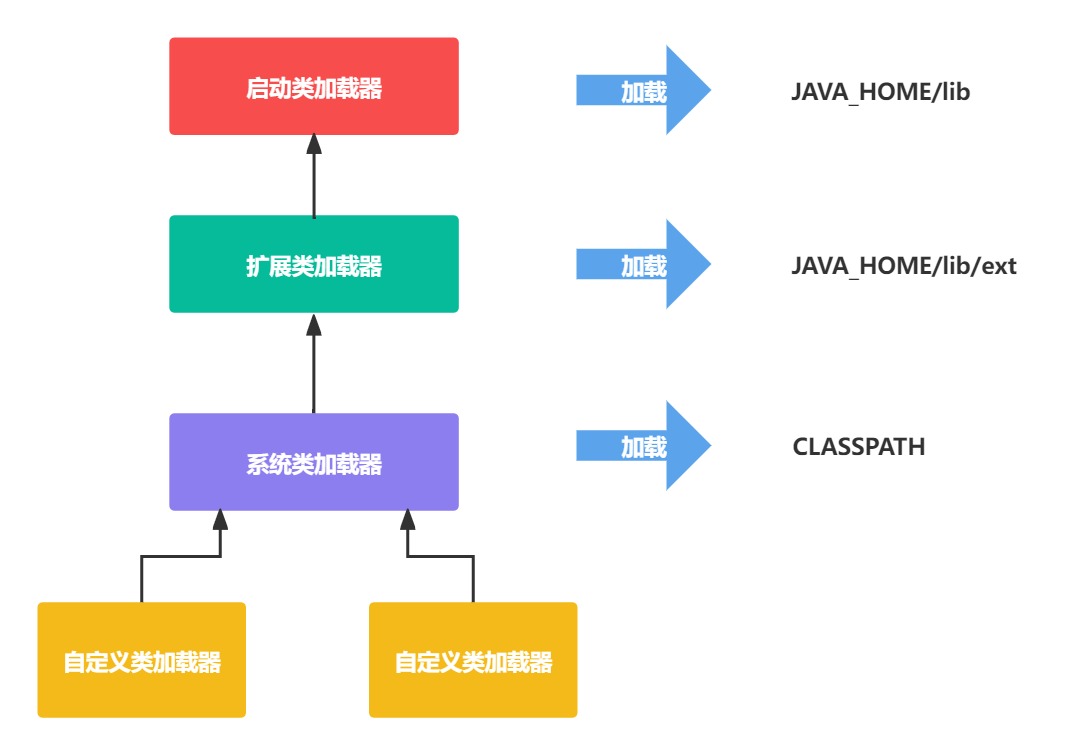 启动类加载器
加载
JAVA_HOME/lib
扩展类加载器
加载
JAVA_HOME/lib/ext
系统类加载器
加载
CLASSPATH
自定义类加载器
自定义类加载器